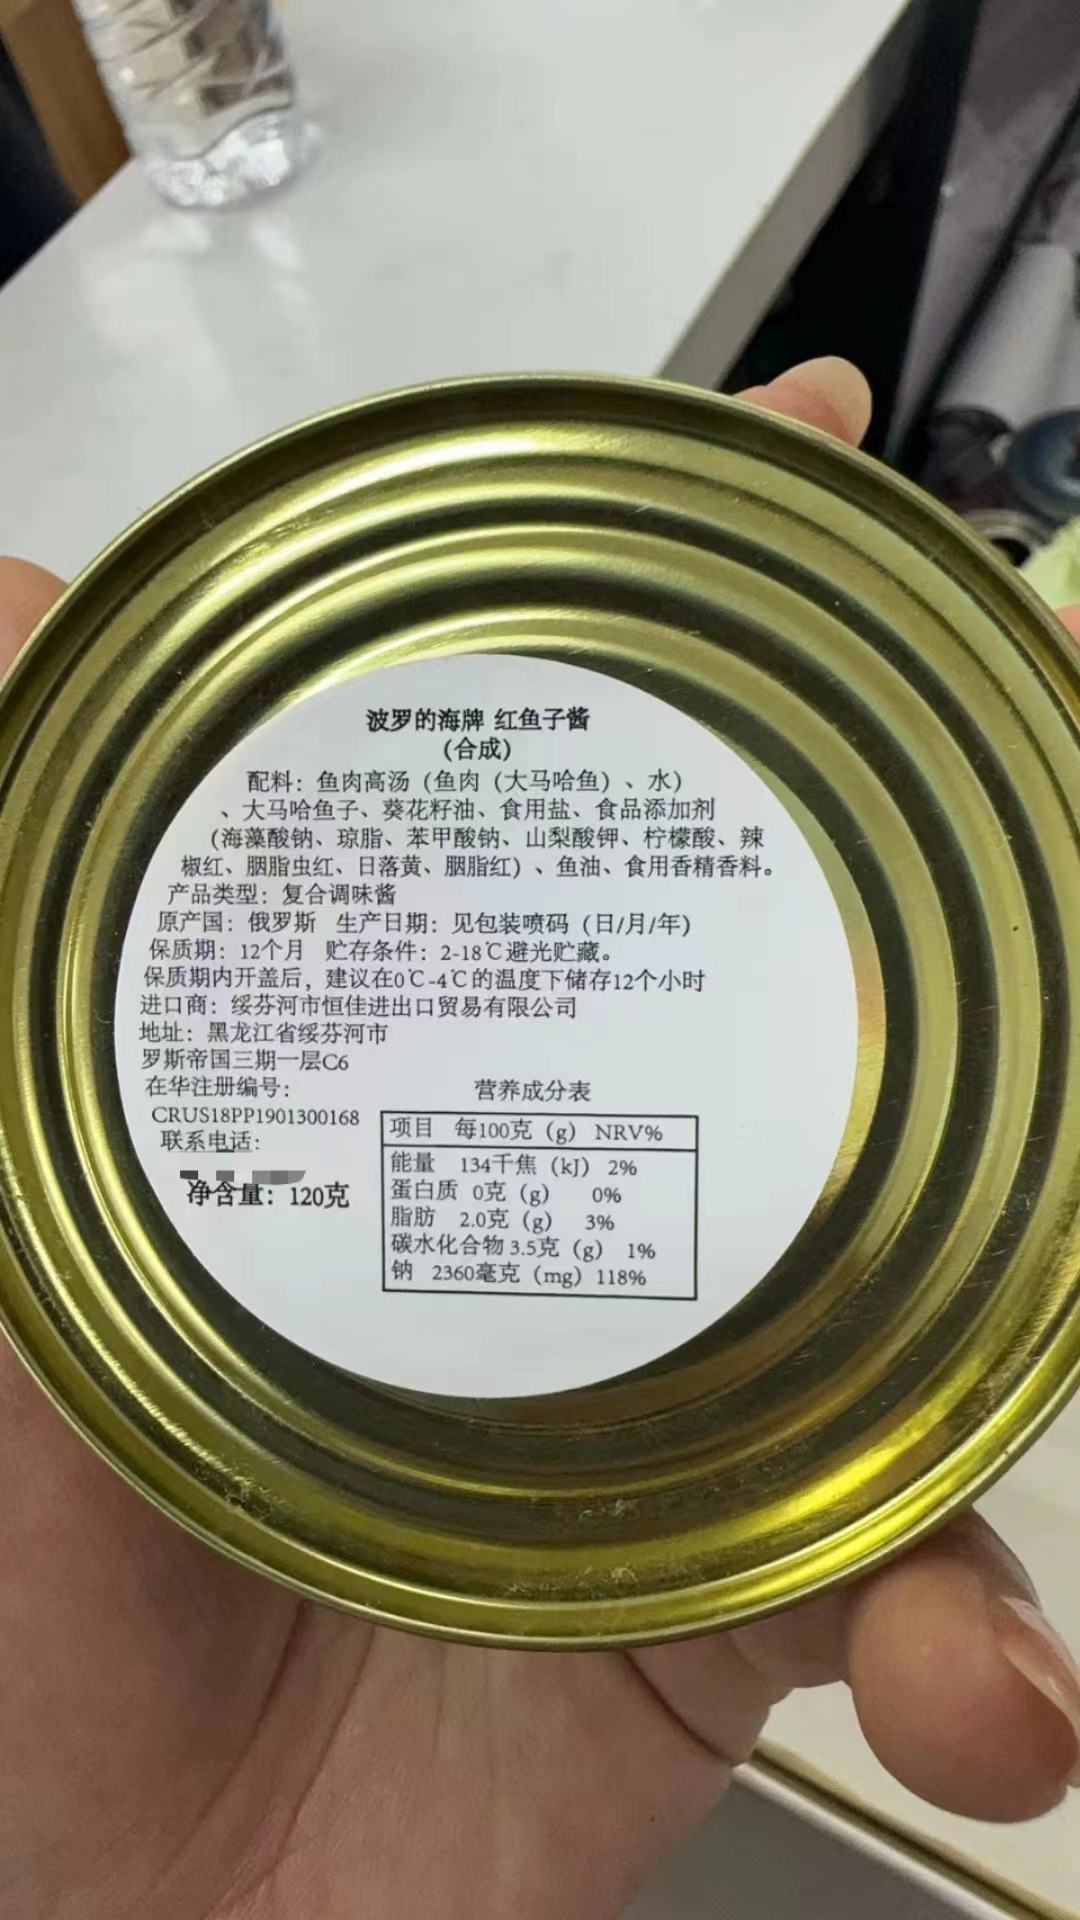 波罗的海牌 红鱼子酱
(合成)
配料：鱼肉高汤（鱼肉（大马哈鱼）、水）
、大马哈鱼子、葵花籽油、食用盐、食品添加剂
(海藻酸钠、琼脂、苯甲酸钠、山梨酸钾、柠檬酸、辣
椒红、胭脂虫红、日落黄、胭脂红）、鱼油、食用香精香料。
产品类型：复合调味酱
原产国：俄罗斯 生产日期：见包装喷码（日/月/年）
保质期：12个月 贮存条件：2-18℃避光贮藏。
保质期内开盖后，建议在0℃-4℃的温度下储存12个小时
进口商：绥芬河市恒佳进出口贸易有限公司
地址：黑龙江省绥芬河市
罗斯帝国三期一层C6
在华注册编号：
CRUS18PP1901300168
联系电话：
净含量：120克
营养成分表
项目 每100克（g） NRV%
能量 134千焦（kJ） 2%
蛋白质 0克（g） 0%
脂肪 2.0克（g） 3%
碳水化合物 3.5克（g） 1%
钠 2360毫克（mg）118%